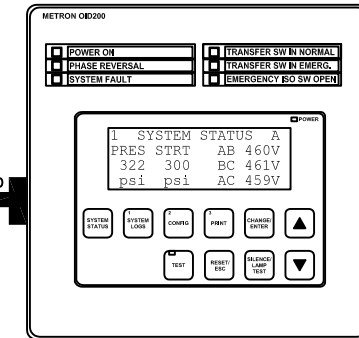 METRON OID200
POWER ON
PHASE REVERSAL
SYSTEM FAULT
TRANSFER SW IN NORMAL
TRANSFER SW IN EMERG.
EMERGENCY ISO SW OPEN
POWER
1 SYSTEM STATUS A
PRES STRT AB 460V
322 300 BC 461V
psi psi AC 459V
SYSTEM STATUS
1 SYSTEM LOGS
2 CONFIG
3 PRINT
CHANGE/ ENTER
TEST
RESET/ ESC
SILENCE/ LAMP TEST